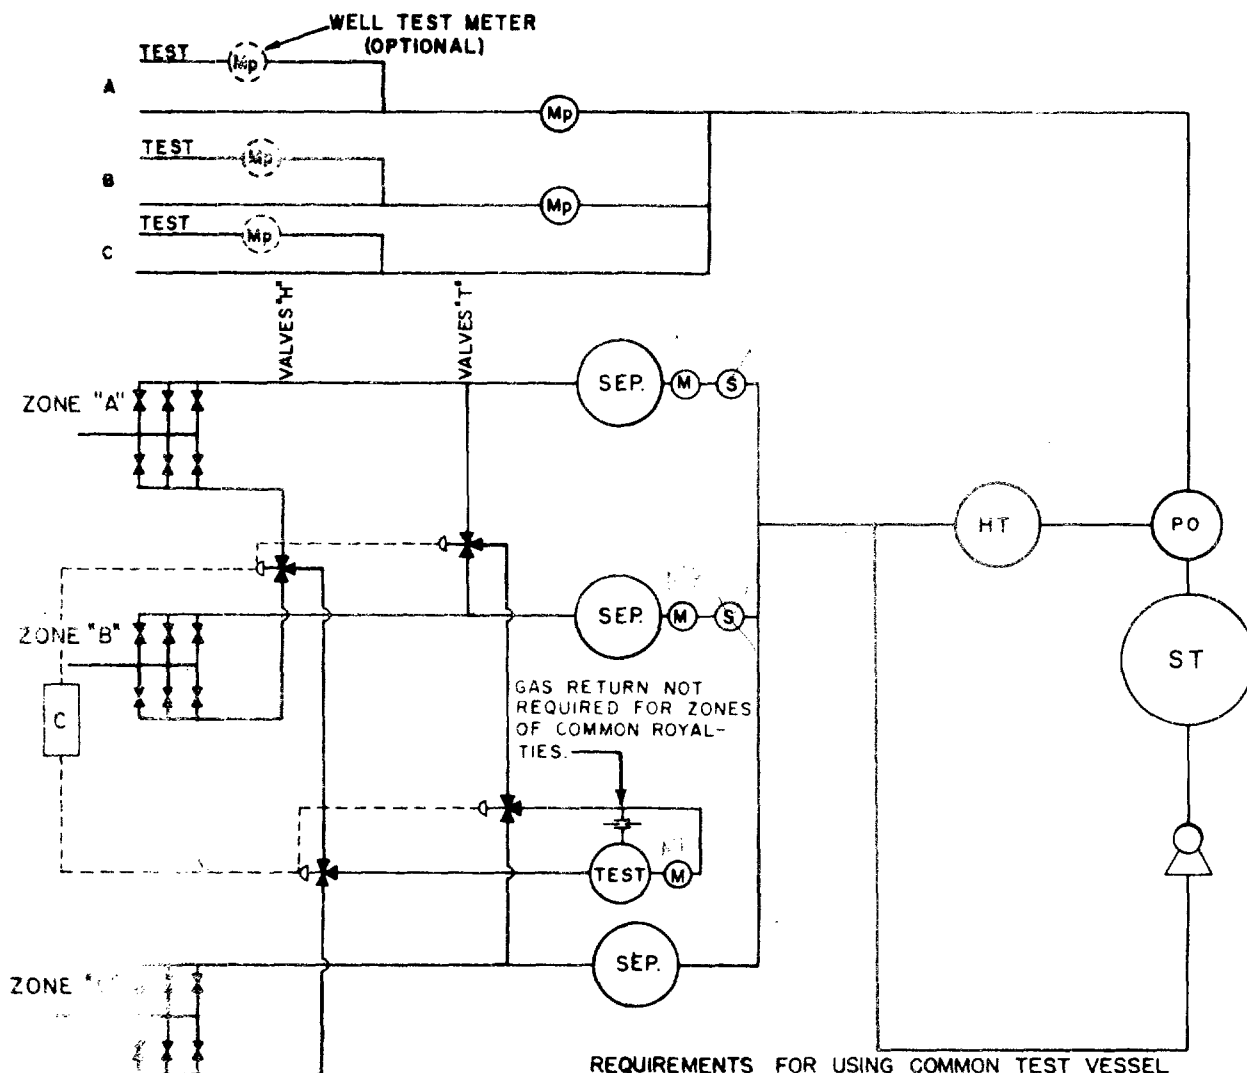 WELL TEST METER
(OPTIONAL)
TEST
Mp
A
Mp
TEST
Mp
B
Mp
TEST
Mp
C
VALVES "H"
VALVES "T"
ZONE "A"
SEP.
M
S
HT
PO
ZONE "B"
SEP.
M
S
ST
C
GAS RETURN NOT
REQUIRED FOR ZONES
OF COMMON ROYAL-
TIES.
TEST
M
SEP.
ZONE
REQUIREMENTS FOR USING COMMON TEST VESSEL